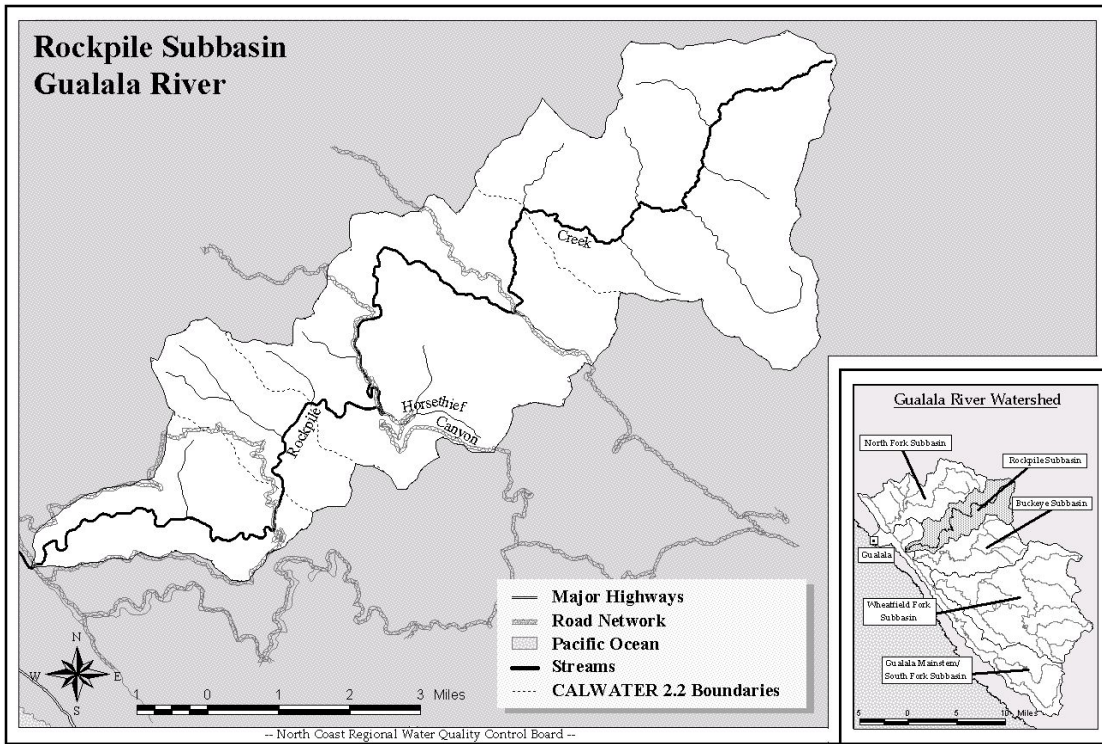 Rockpile Subbasin
Gualala River
Creek
Rockpile
Horsethief
Canyon
Major Highways
Road Network
Pacific Ocean
Streams
CALWATER 2.2 Boundaries
N
W
E
S
1 0 1 2 3 Miles
-- North Coast Regional Water Quality Control Board --
Gualala River Watershed
North Fork Subbasin
Rockpile Subbasin
Buckeye Subbasin
Gualala
Wheatfield Fork
Subbasin
Gualala Mainstem/
South Fork Subbasin
5 0 5 10 Miles